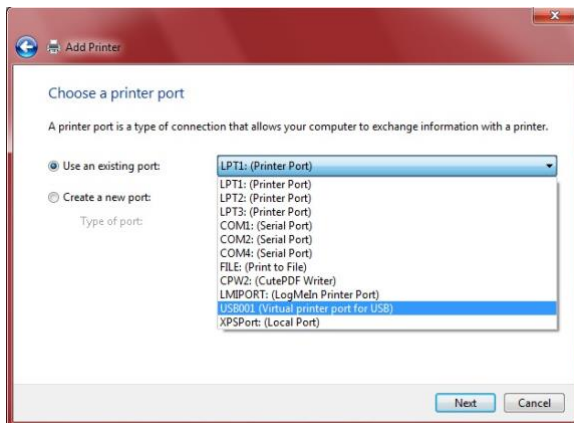 Add Printer
Choose a printer port
A printer port is a type of connection that allows your computer to exchange information with a printer.
Use an existing port:
LPT1: (Printer Port)
LPT1: (Printer Port)
LPT2: (Printer Port)
LPT3: (Printer Port)
Create a new port:
COM1: (Serial Port)
Type of port:
COM2: (Serial Port)
COM4: (Serial Port)
FILE: (Print to File)
CPW2: (CutePDF Writer)
LMIPORT: (LogMeIn Printer Port)
USB001 (Virtual printer port for USB)
XPSPort: (Local Port)
Next
Cancel